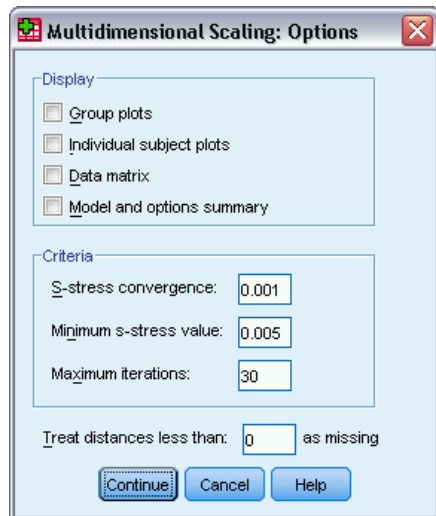 Multidimensional Scaling: Options
Display
Group plots
Individual subject plots
Data matrix
Model and options summary
Criteria
S-stress convergence: 0.001
Minimum s-stress value: 0.005
Maximum iterations: 30
Treat distances less than: 0 as missing
Continue Cancel Help